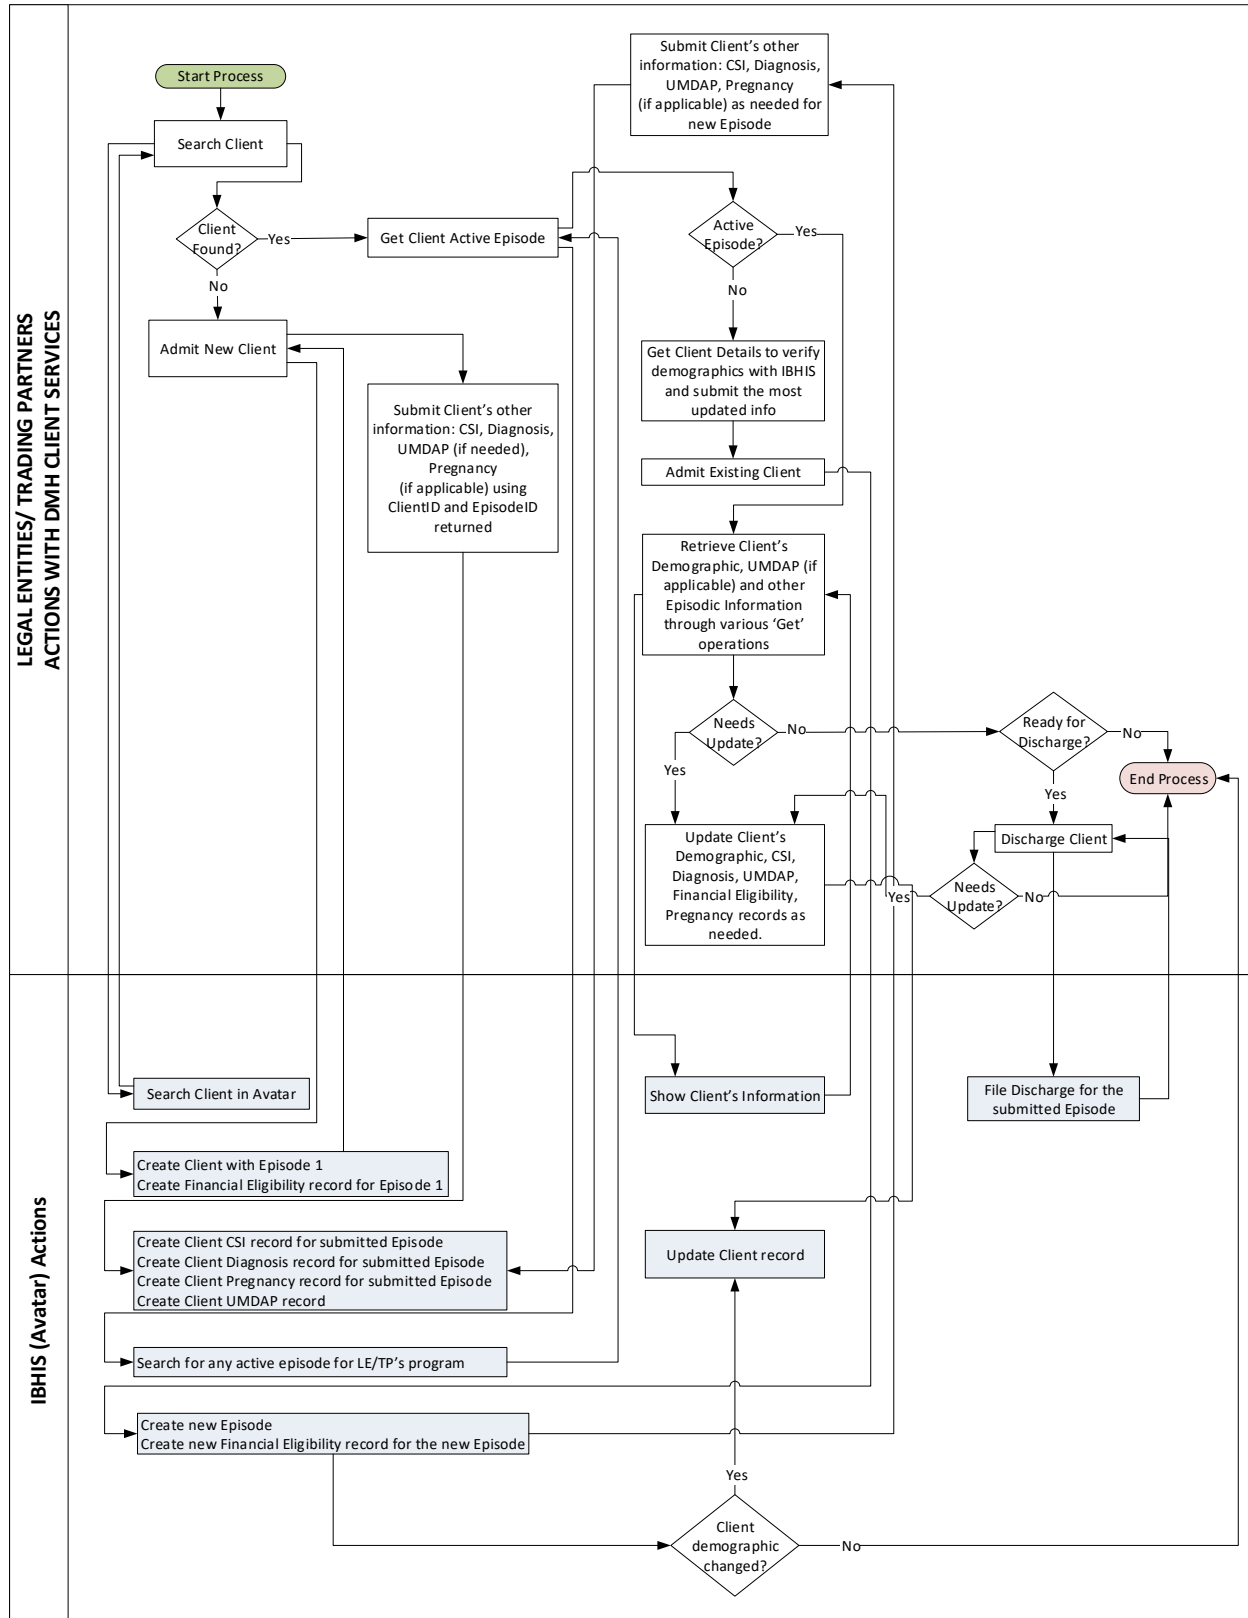 LEGAL ENTITIES/ TRADING PARTNERS
ACTIONS WITH DMH CLIENT SERVICES
Start Process
Search Client
Client
Found?
Yes
No
Get Client Active Episode
Admit New Client
Submit Client's other
information: CSI, Diagnosis,
UMDAP (if needed),
Pregnancy
(if applicable) using
ClientID and EpisodeID
returned
Submit Client's other
information: CSI, Diagnosis,
UMDAP, Pregnancy
(if applicable) as needed for
new Episode
Active
Episode?
Yes
No
Get Client Details to verify
demographics with IBHIS
and submit the most
updated info
Admit Existing Client
Retrieve Client's
Demographic, UMDAP (if
applicable) and other
Episodic Information
through various 'Get'
operations
Needs
Update?
No
Yes
Ready for
Discharge?
No
Yes
End Process
Update Client's
Demographic, CSI,
Diagnosis, UMDAP,
Financial Eligibility,
Pregnancy records as
needed.
Discharge Client
Needs
Update?
Yes
No
IBHIS (Avatar) Actions
Search Client in Avatar
Show Client's Information
File Discharge for the
submitted Episode
Create Client with Episode 1
Create Financial Eligibility record for Episode 1
Create Client CSI record for submitted Episode
Create Client Diagnosis record for submitted Episode
Create Client Pregnancy record for submitted Episode
Create Client UMDAP record
Update Client record
Search for any active episode for LE/TP's program
Create new Episode
Create new Financial Eligibility record for the new Episode
Yes
Client
demographic
changed?
No